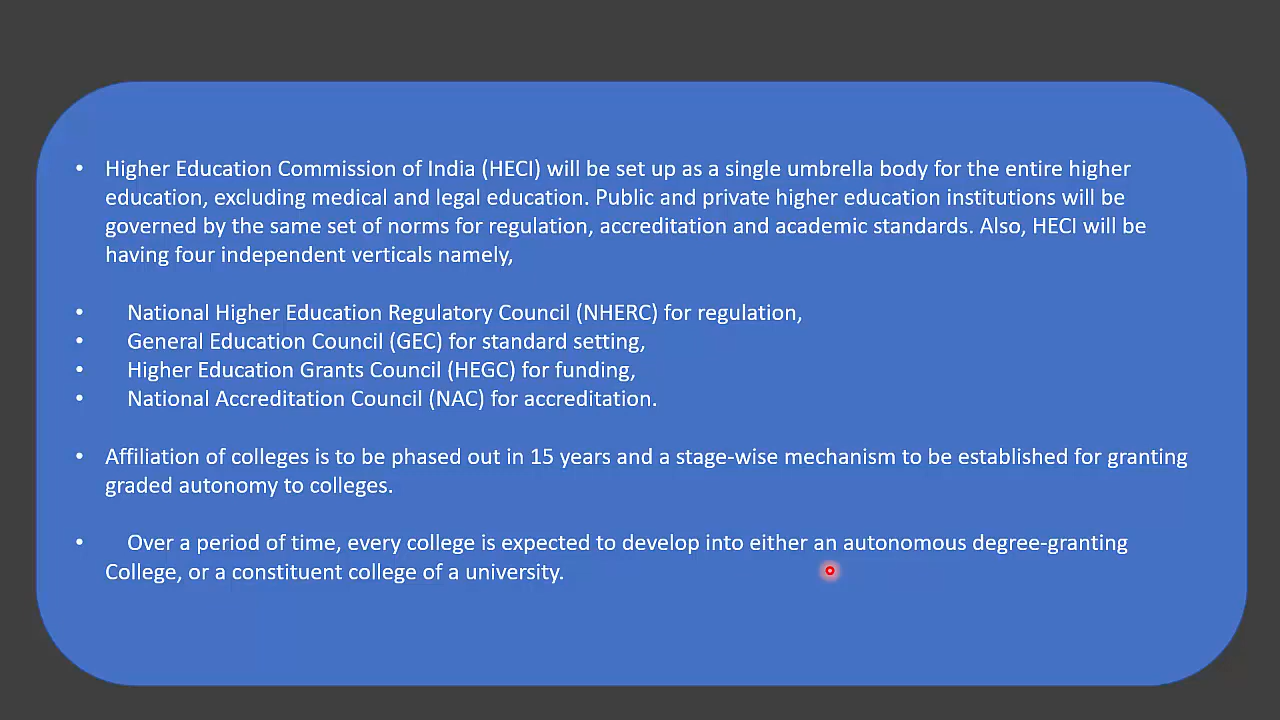 • Higher Education Commission of India (HECI) will be set up as a single umbrella body for the entire higher
education, excluding medical and legal education. Public and private higher education institutions will be
governed by the same set of norms for regulation, accreditation and academic standards. Also, HECI will be
having four independent verticals namely,
• National Higher Education Regulatory Council (NHERC) for regulation,
• General Education Council (GEC) for standard setting,
• Higher Education Grants Council (HEGC) for funding,
• National Accreditation Council (NAC) for accreditation.
• Affiliation of colleges is to be phased out in 15 years and a stage-wise mechanism to be established for granting
graded autonomy to colleges.
• Over a period of time, every college is expected to develop into either an autonomous degree-granting
College, or a constituent college of a university.